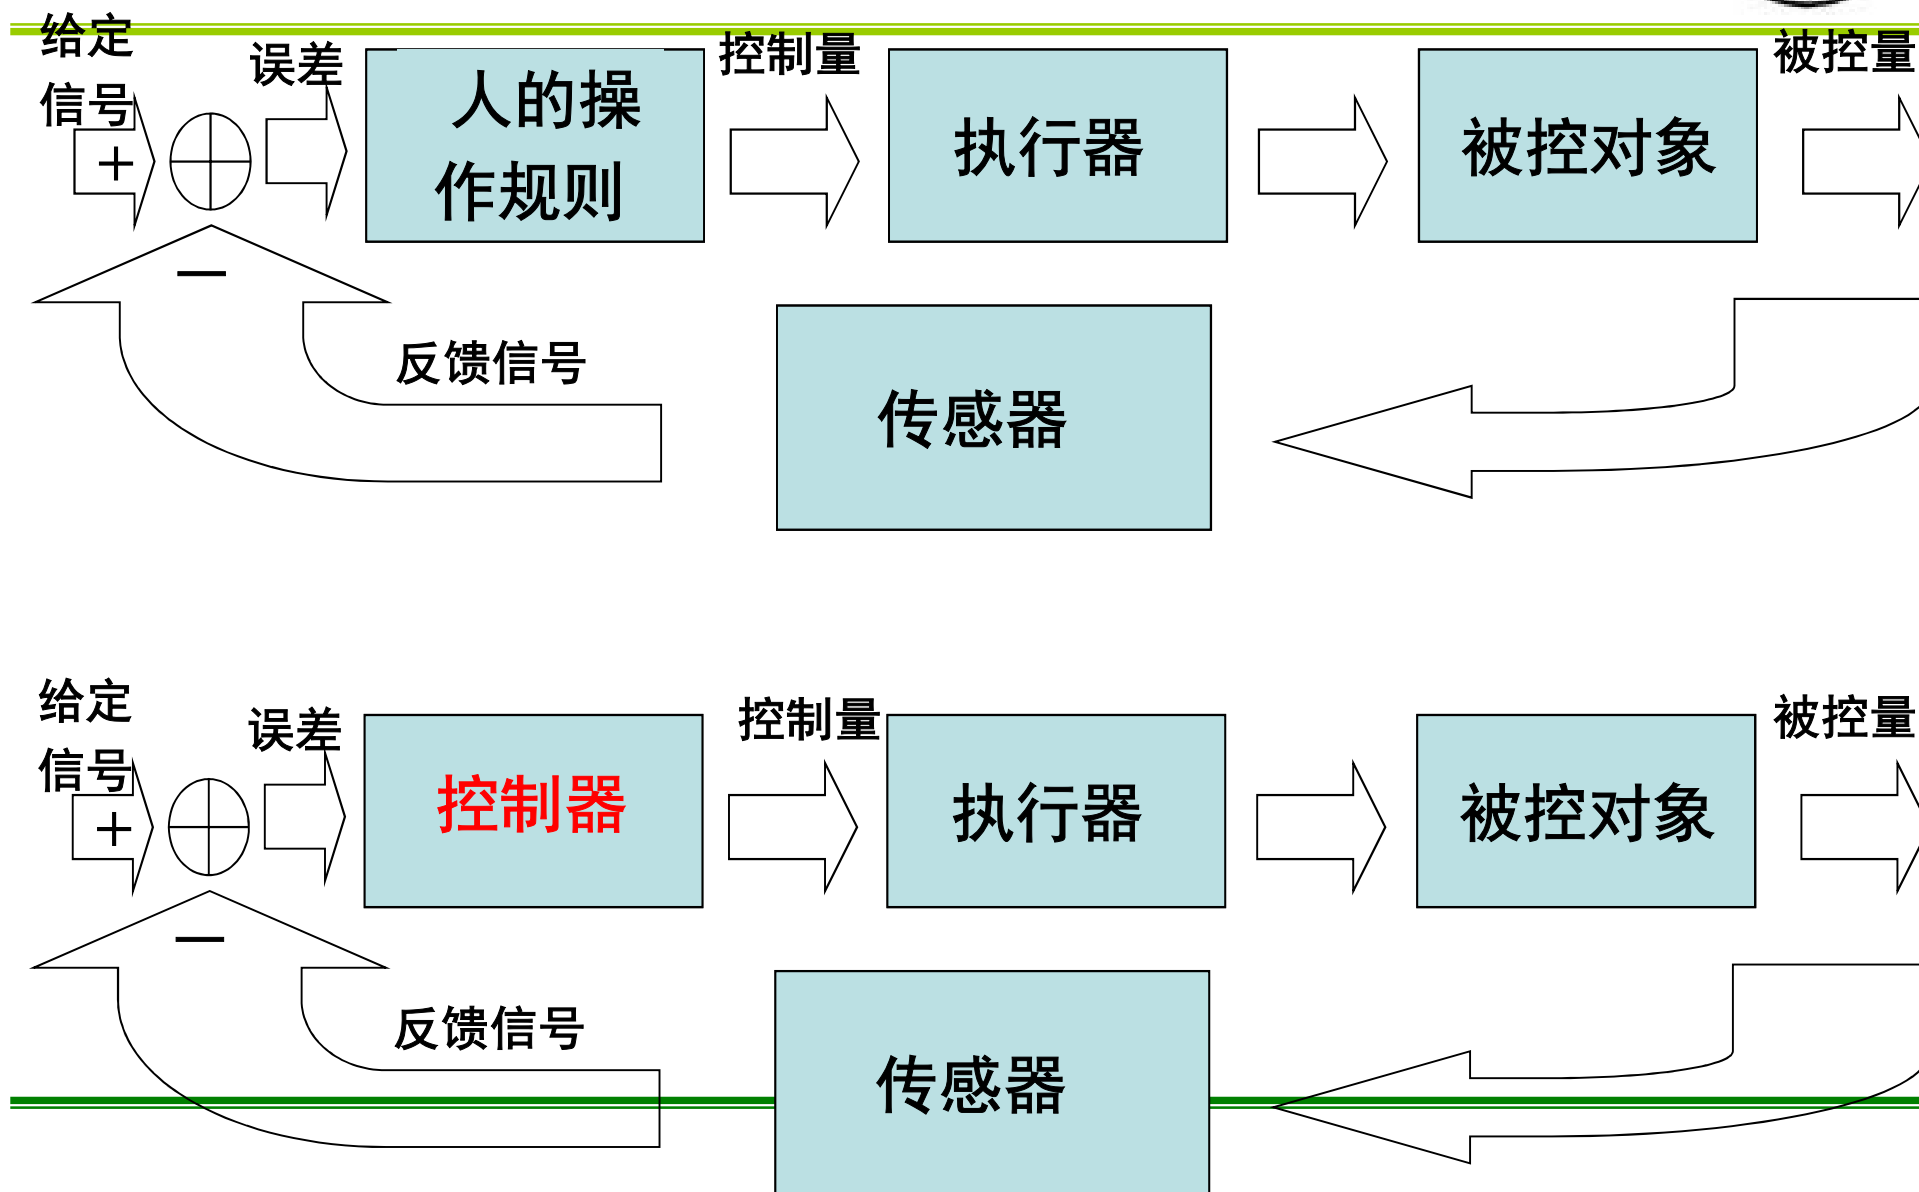 给定
信号
+
误差
人的操
作规则
控制量
执行器
被控对象
被控量
—
反馈信号
传感器
给定
信号
+
误差
控制器
控制量
执行器
被控对象
被控量
—
反馈信号
传感器